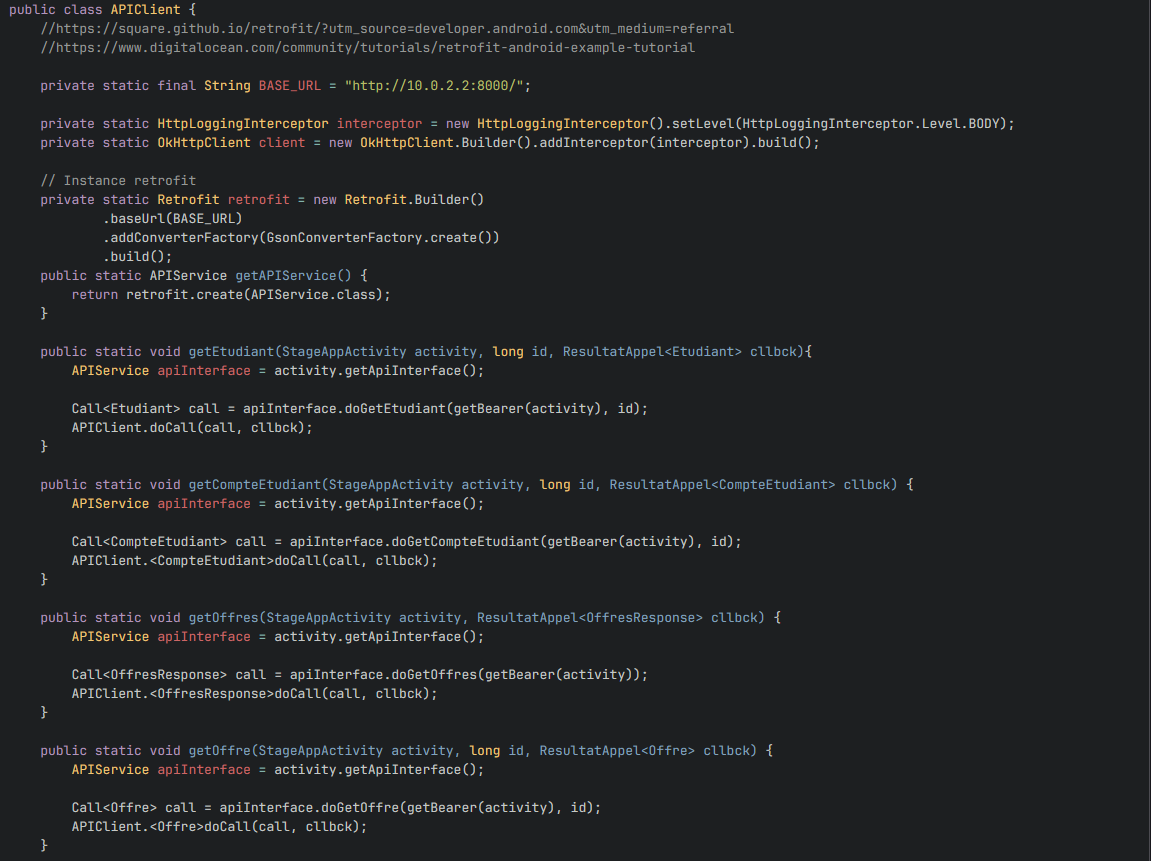 public class APIClient {
    //https://square.github.io/retrofit/?utm_source=developer.android.com&utm_medium=referral
    //https://www.digitalocean.com/community/tutorials/retrofit-android-example-tutorial

    private static final String BASE_URL = "http://10.0.2.2:8000/";

    private static HttpLoggingInterceptor interceptor = new HttpLoggingInterceptor().setLevel(HttpLoggingInterceptor.Level.BODY);
    private static OkHttpClient client = new OkHttpClient.Builder().addInterceptor(interceptor).build();

    // Instance retrofit
    private static Retrofit retrofit = new Retrofit.Builder()
            .baseUrl(BASE_URL)
            .addConverterFactory(GsonConverterFactory.create())
            .build();
    public static APIService getAPIService() {
        return retrofit.create(APIService.class);
    }

    public static void getEtudiant(StageAppActivity activity, long id, ResultatAppel<Etudiant> cllbck){
        APIService apiInterface = activity.getApiInterface();

        Call<Etudiant> call = apiInterface.doGetEtudiant(getBearer(activity), id);
        APIClient.doCall(call, cllbck);
    }

    public static void getCompteEtudiant(StageAppActivity activity, long id, ResultatAppel<CompteEtudiant> cllbck) {
        APIService apiInterface = activity.getApiInterface();

        Call<CompteEtudiant> call = apiInterface.doGetCompteEtudiant(getBearer(activity), id);
        APIClient.<CompteEtudiant>doCall(call, cllbck);
    }

    public static void getOffres(StageAppActivity activity, ResultatAppel<OffresResponse> cllbck) {
        APIService apiInterface = activity.getApiInterface();

        Call<OffresResponse> call = apiInterface.doGetOffres(getBearer(activity));
        APIClient.<OffresResponse>doCall(call, cllbck);
    }

    public static void getOffre(StageAppActivity activity, long id, ResultatAppel<Offre> cllbck) {
        APIService apiInterface = activity.getApiInterface();

        Call<Offre> call = apiInterface.doGetOffre(getBearer(activity), id);
        APIClient.<Offre>doCall(call, cllbck);
    }